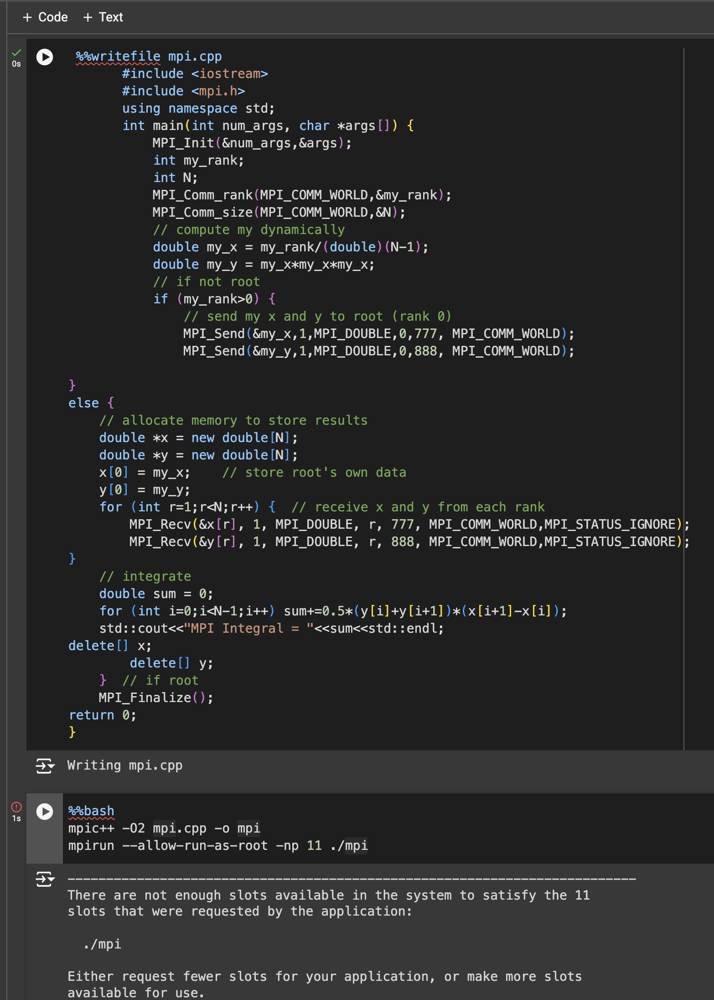 + Code + Text
0s
%%writefile mpi.cpp
#include <iostream>
#include <mpi.h>
using namespace std;
int main(int num_args, char *args[]) {
MPI_Init(&num_args,&args);
int my_rank;
int N;
MPI_Comm_rank(MPI_COMM_WORLD,&my_rank);
MPI_Comm_size(MPI_COMM_WORLD,&N);
// compute my dynamically
double my_x = my_rank/(double)(N-1);
double my_y = my_x*my_x*my_x;
// if not root
if (my_rank>0) {
// send my x and y to root (rank 0)
MPI_Send(&my_x,1,MPI_DOUBLE,0,777, MPI_COMM_WORLD);
MPI_Send(&my_y,1,MPI_DOUBLE,0,888, MPI_COMM_WORLD);
}
else {
// allocate memory to store results
double *x = new double[N];
double *y = new double[N];
x[0] = my_x;    // store root's own data
y[0] = my_y;
for (int r=1;r<N;r++) {  // receive x and y from each rank
MPI_Recv(&x[r], 1, MPI_DOUBLE, r, 777, MPI_COMM_WORLD,MPI_STATUS_IGNORE);
MPI_Recv(&y[r], 1, MPI_DOUBLE, r, 888, MPI_COMM_WORLD,MPI_STATUS_IGNORE);
}
// integrate
double sum = 0;
for (int i=0;i<N-1;i++) sum+=0.5*(y[i]+y[i+1])*(x[i+1]-x[i]);
std::cout<<"MPI Integral = "<<sum<<std::endl;
delete[] x;
delete[] y;
}  // if root
MPI_Finalize();
return 0;
}
Writing mpi.cpp
1s
%%bash
mpic++ -O2 mpi.cpp -o mpi
mpirun --allow-run-as-root -np 11 ./mpi
--------------------------------------------------------------------------
There are not enough slots available in the system to satisfy the 11
slots that were requested by the application:
./mpi
Either request fewer slots for your application, or make more slots
available for use.